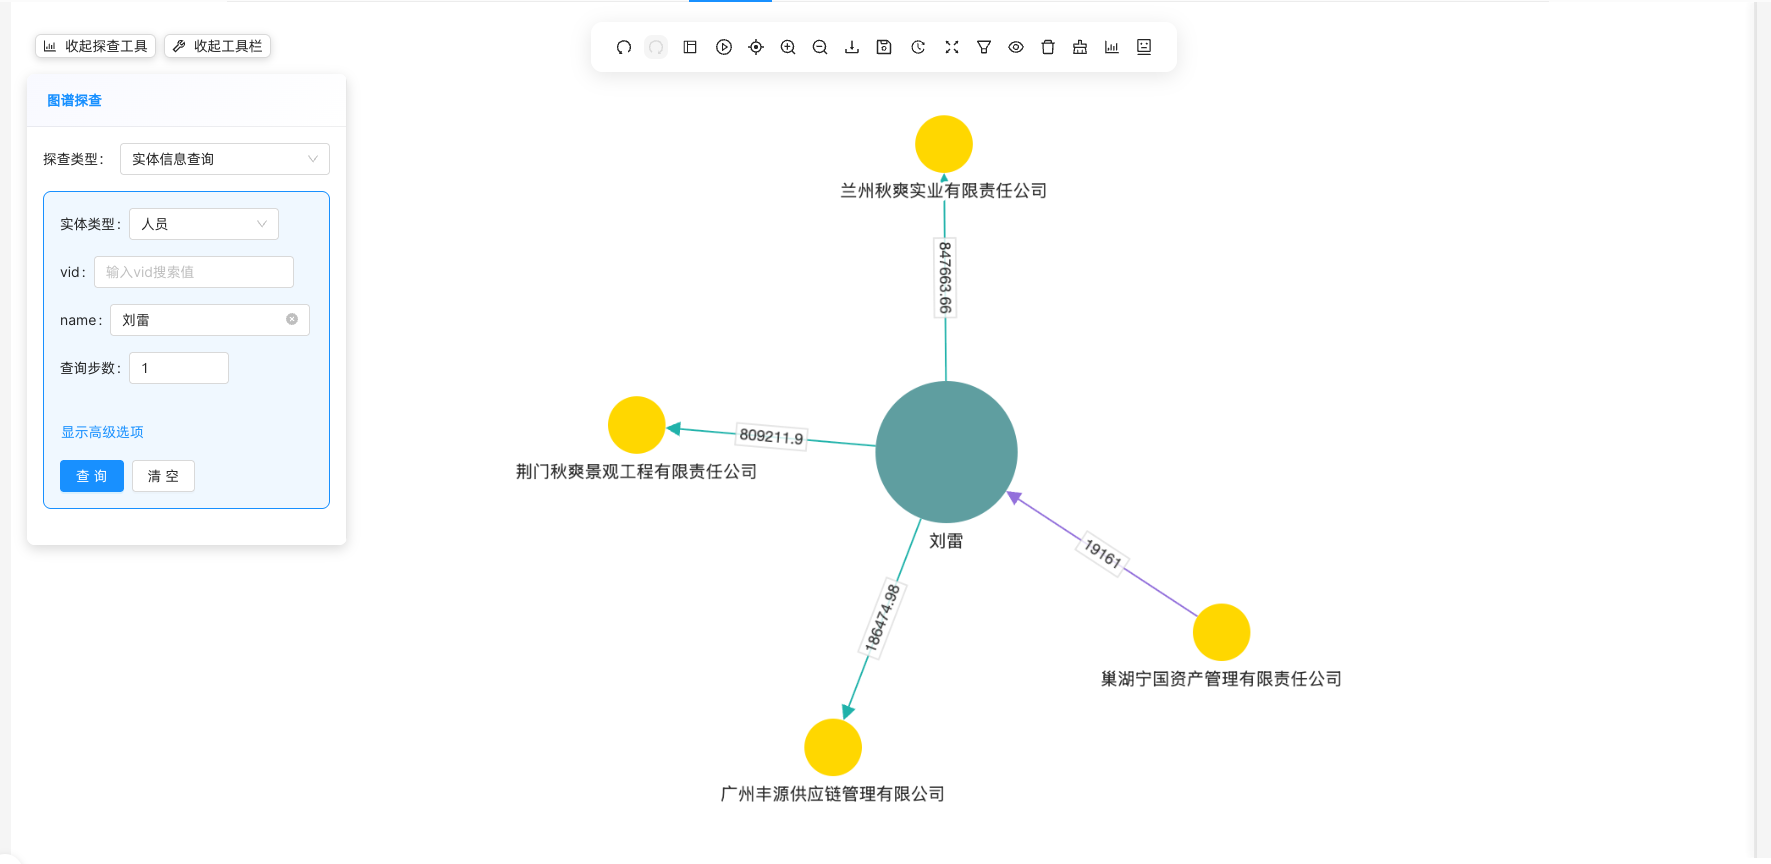 收起探查工具
收起工具栏
图谱探查
探查类型:
实体信息查询
实体类型:
人员
vid:
输入vid搜索值
name:
刘雷
查询步数:
1
显示高级选项
查 询
清 空
兰州秋爽实业有限责任公司
847663.66
809211.9
荆门秋爽景观工程有限责任公司
刘雷
19161
186474.98
巢湖宁国资产管理有限责任公司
广州丰源供应链管理有限公司